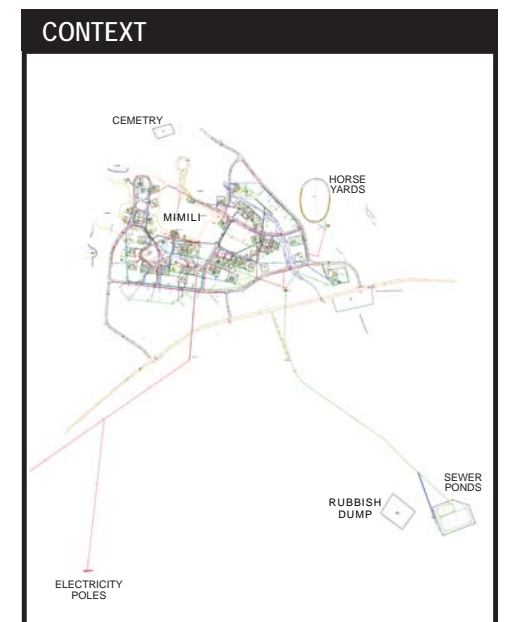 CONTEXT
CEMETRY
HORSE
YARDS
MIMILI
SEWER
PONDS
RUBBISH
DUMP
ELECTRICITY
POLES